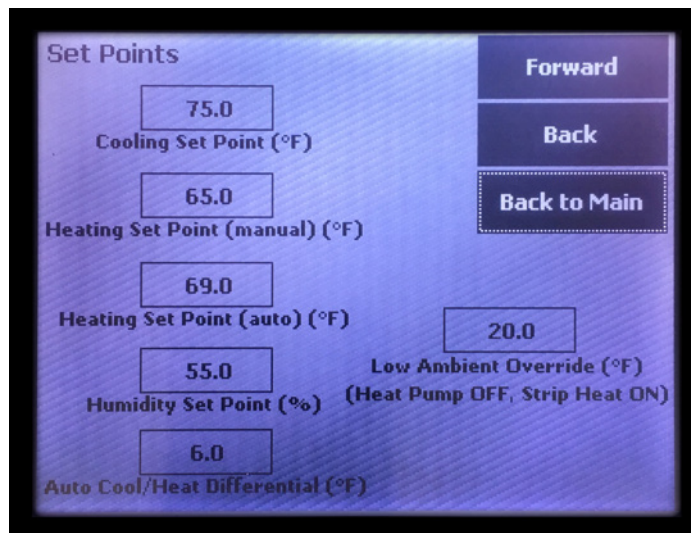 Set Points
75.0
Cooling Set Point (°F)
65.0
Heating Set Point (manual) (°F)
69.0
Heating Set Point (auto) (°F)
55.0
Humidity Set Point (%)
6.0
Auto Cool/Heat Differential (°F)
Forward
Back
Back to Main
20.0
Low Ambient Override (°F)
(Heat Pump OFF, Strip Heat ON)